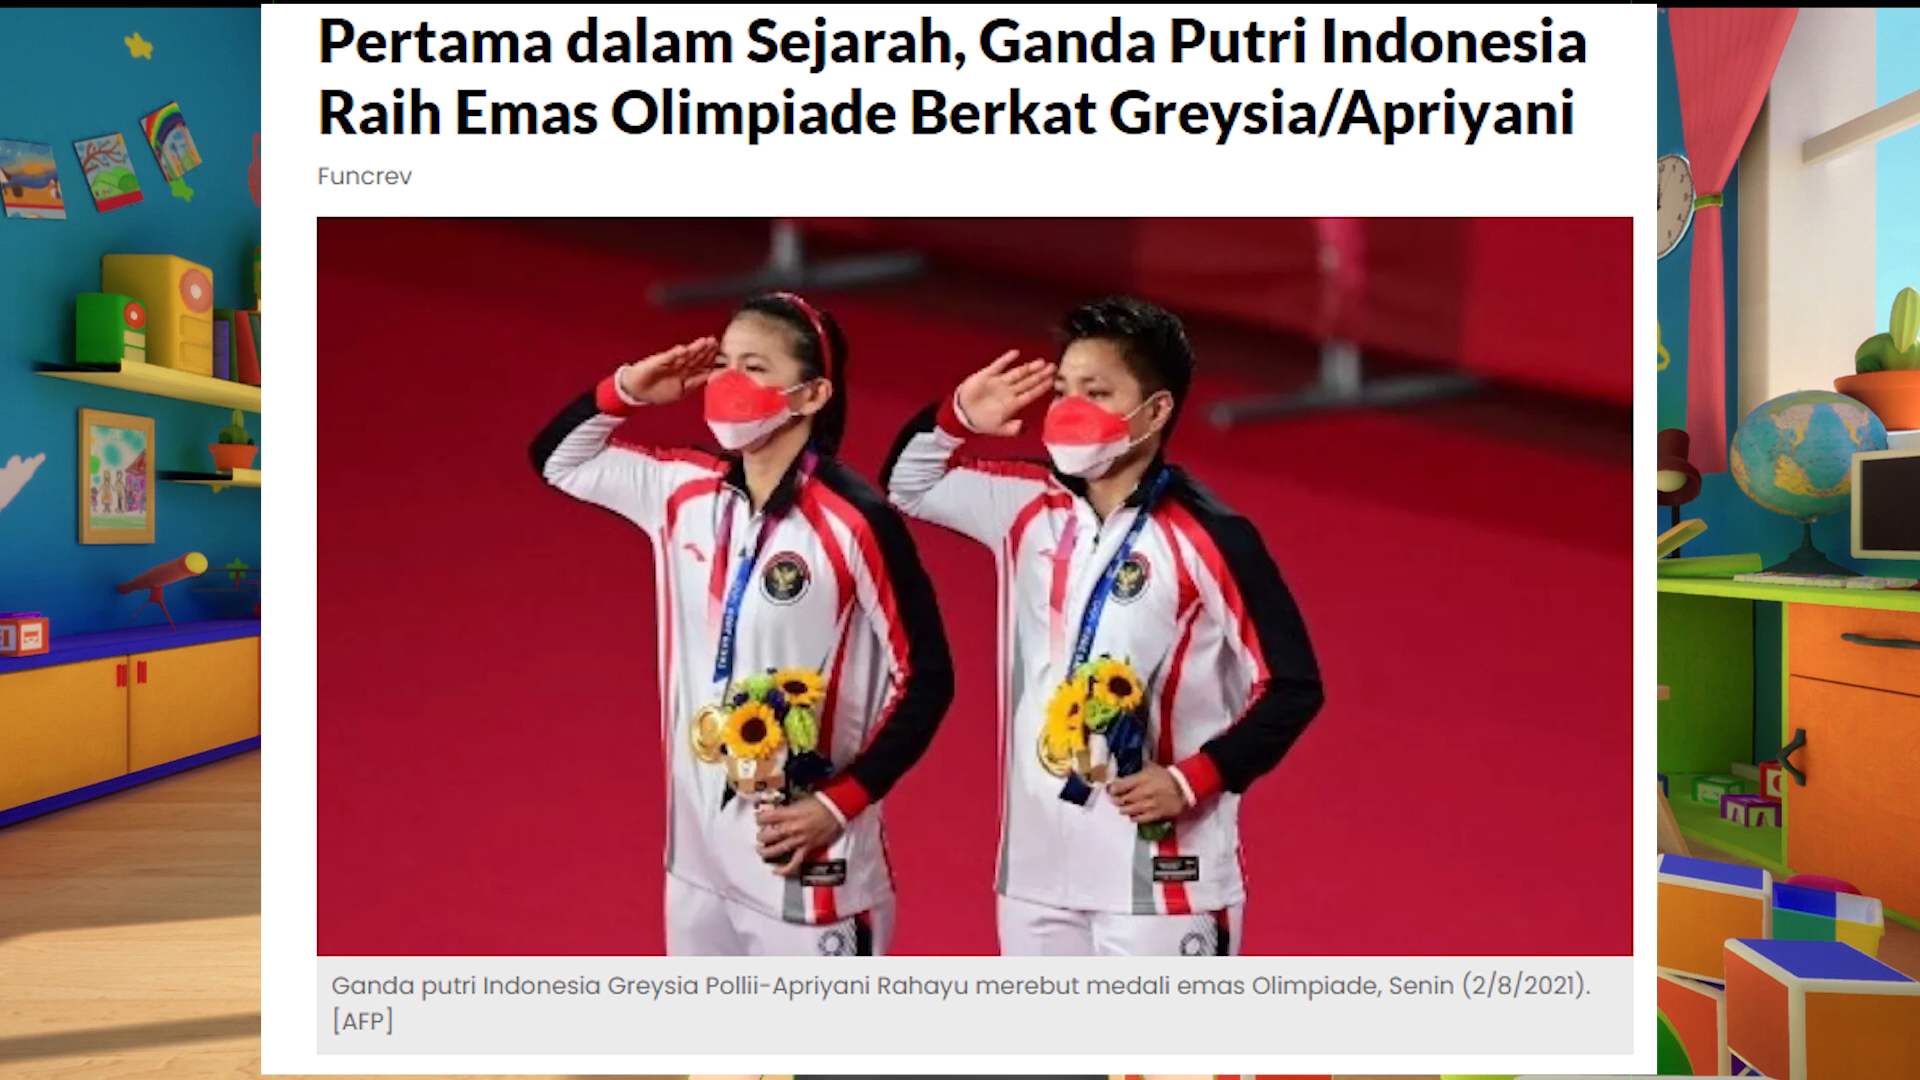 Pertama dalam Sejarah, Ganda Putri Indonesia
Raih Emas Olimpiade Berkat Greysia/Apriyani
Funcrev
Ganda putri Indonesia Greysia Pollii-Apriyani Rahayu merebut medali emas Olimpiade, Senin (2/8/2021).
[AFP]